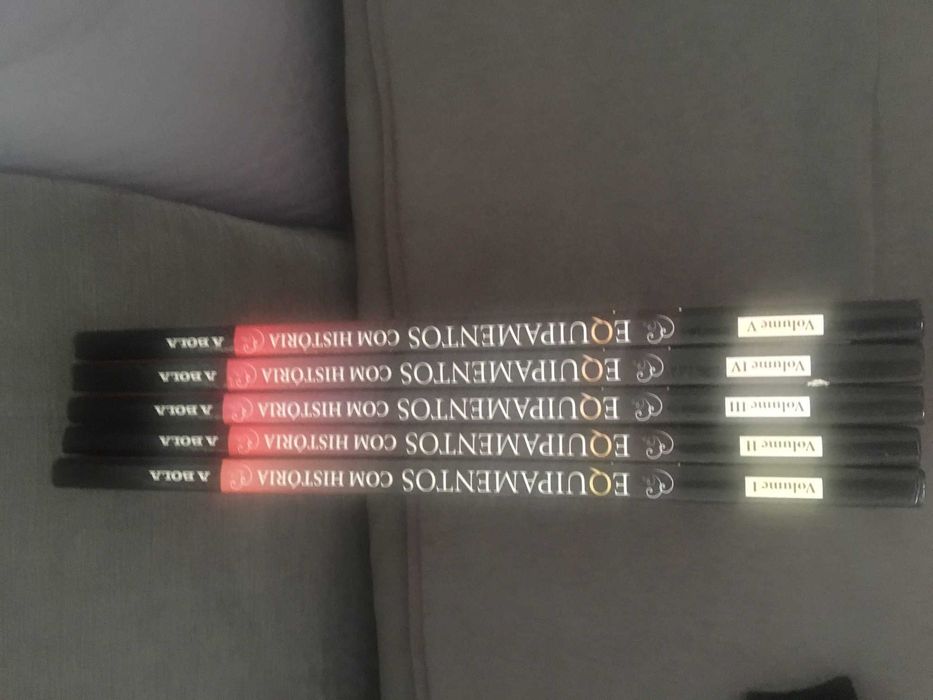 Volume I EQUIPAMENTOS COM HISTÓRIA A BOLA
Volume II EQUIPAMENTOS COM HISTÓRIA A BOLA
Volume III EQUIPAMENTOS COM HISTÓRIA A BOLA
Volume IV EQUIPAMENTOS COM HISTÓRIA A BOLA
Volume V EQUIPAMENTOS COM HISTÓRIA A BOLA